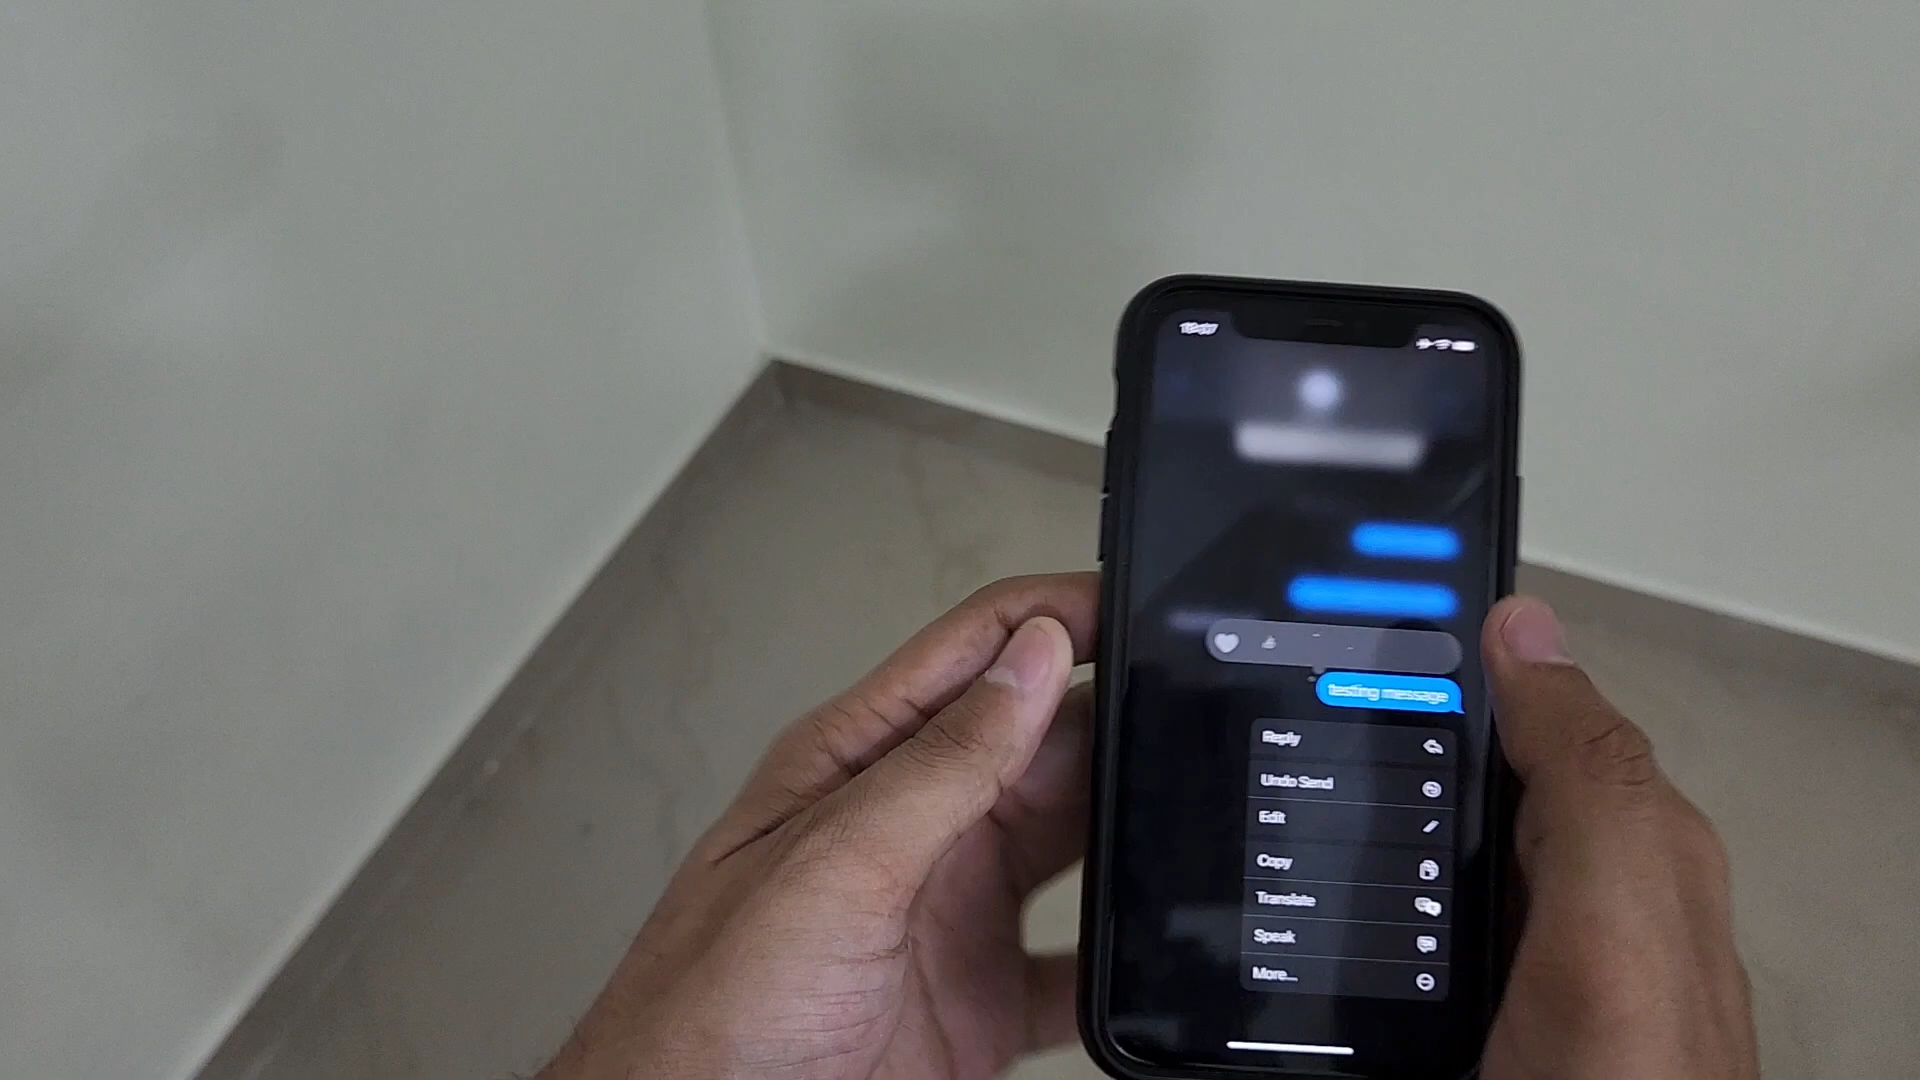 testing message
Reply
Undo Send
Edit
Copy
Translate
Speak
More...